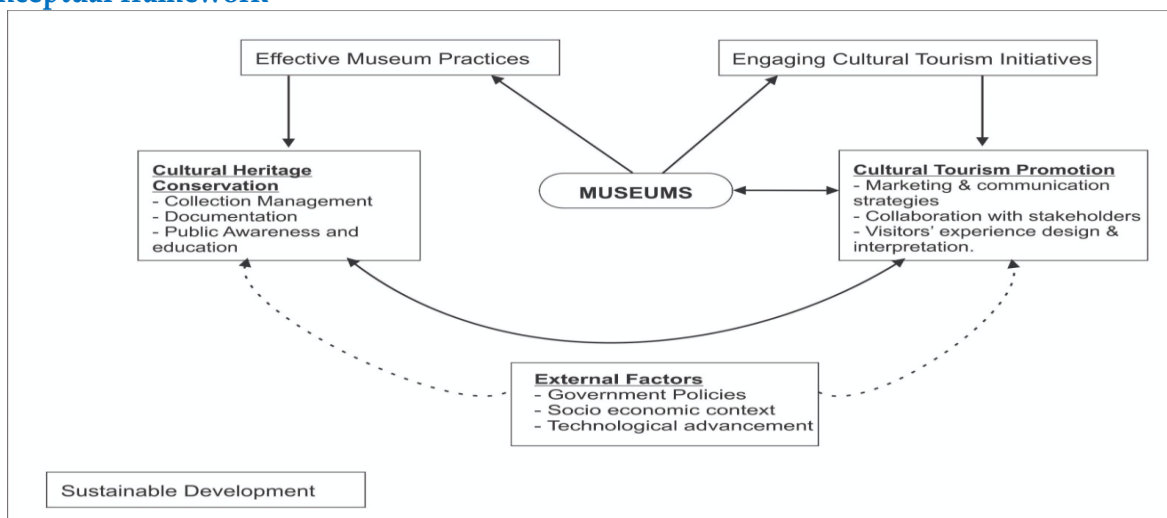 nceptual framework
Effective Museum Practices
Engaging Cultural Tourism Initiatives
Cultural Heritage
Conservation
- Collection Management
- Documentation
- Public Awareness and
education
MUSEUMS
Cultural Tourism Promotion
- Marketing & communication
strategies
- Collaboration with stakeholders
- Visitors’ experience design &
interpretation.
External Factors
- Government Policies
- Socio economic context
- Technological advancement
Sustainable Development